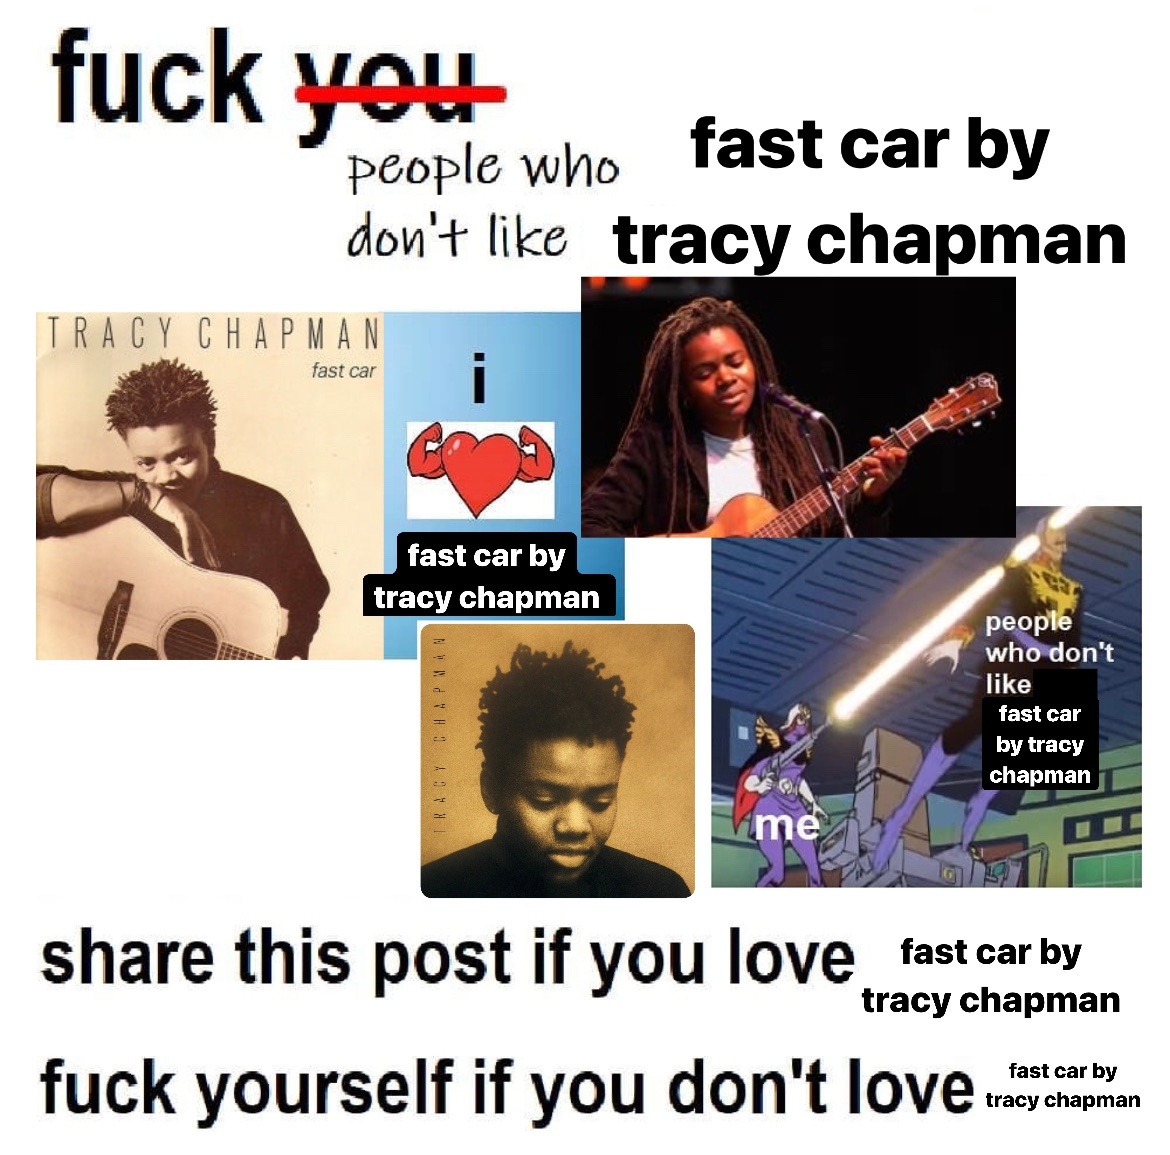 fuck you
people who
don't like
fast car by
tracy chapman
TRACY CHAPMAN
fast car
i
fast car by
tracy chapman
TRACY CHAPMAN
people
who don't
like
fast car
by tracy
chapman
me
share this post if you love
fast car by
tracy chapman
fuck yourself if you don't love
fast car by
tracy chapman